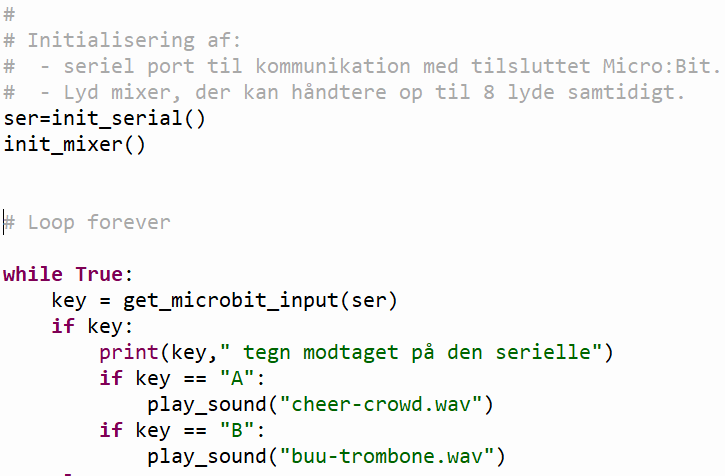 #
# Initialisering af:
#  - seriel port til kommunikation med tilsluttet Micro:Bit.
#  - Lyd mixer, der kan håndtere op til 8 lyde samtidigt.
ser=init_serial()
init_mixer()
# Loop forever
while True:
    key = get_microbit_input(ser)
    if key:
        print(key," tegn modtaget på den serielle")
        if key == "A":
            play_sound("cheer-crowd.wav")
        if key == "B":
            play_sound("buu-trombone.wav")